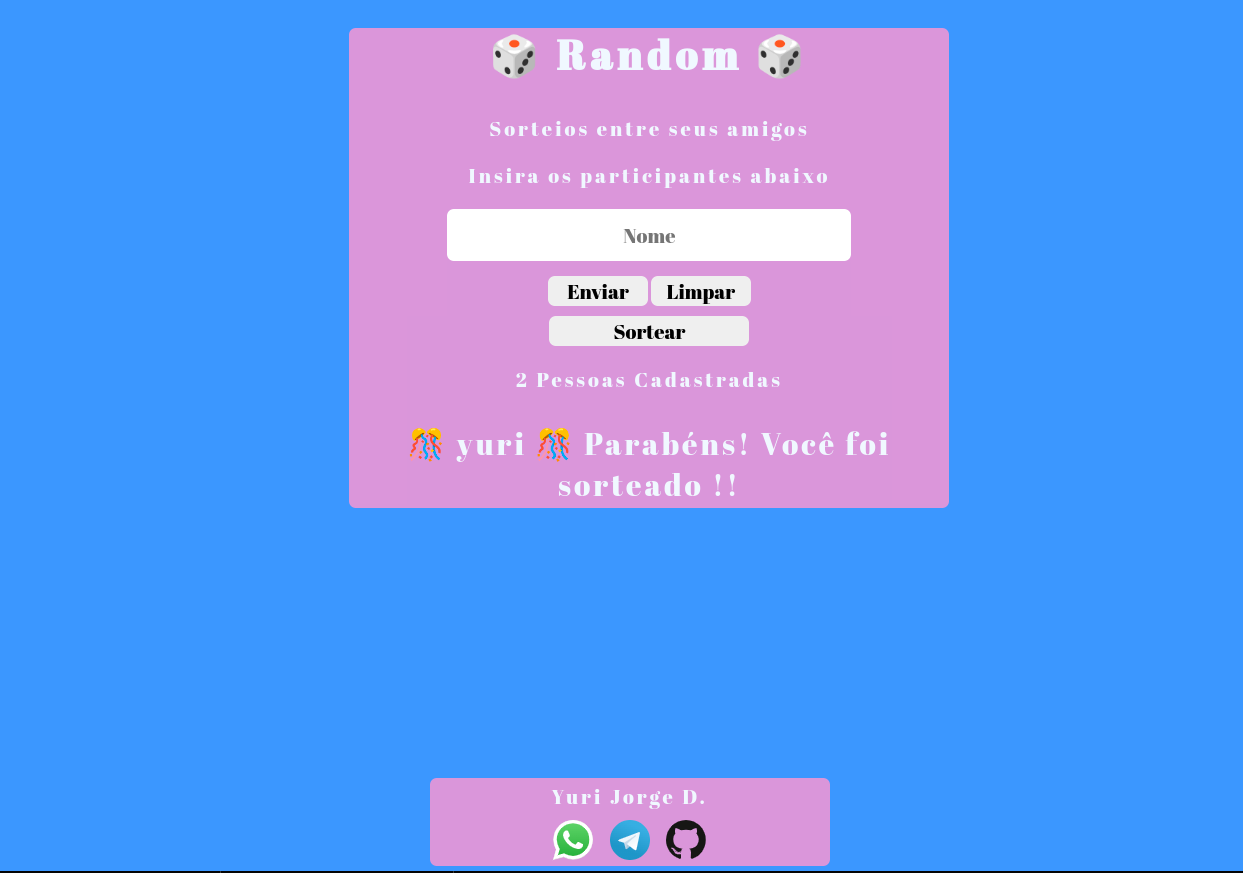 🎲 Random 🎲
Sorteios entre seus amigos
Insira os participantes abaixo
Nome
Enviar Limpar
Sortear
2 Pessoas Cadastradas
🎊 yuri 🎊 Parabéns! Você foi
sorteado !!
Yuri Jorge D.